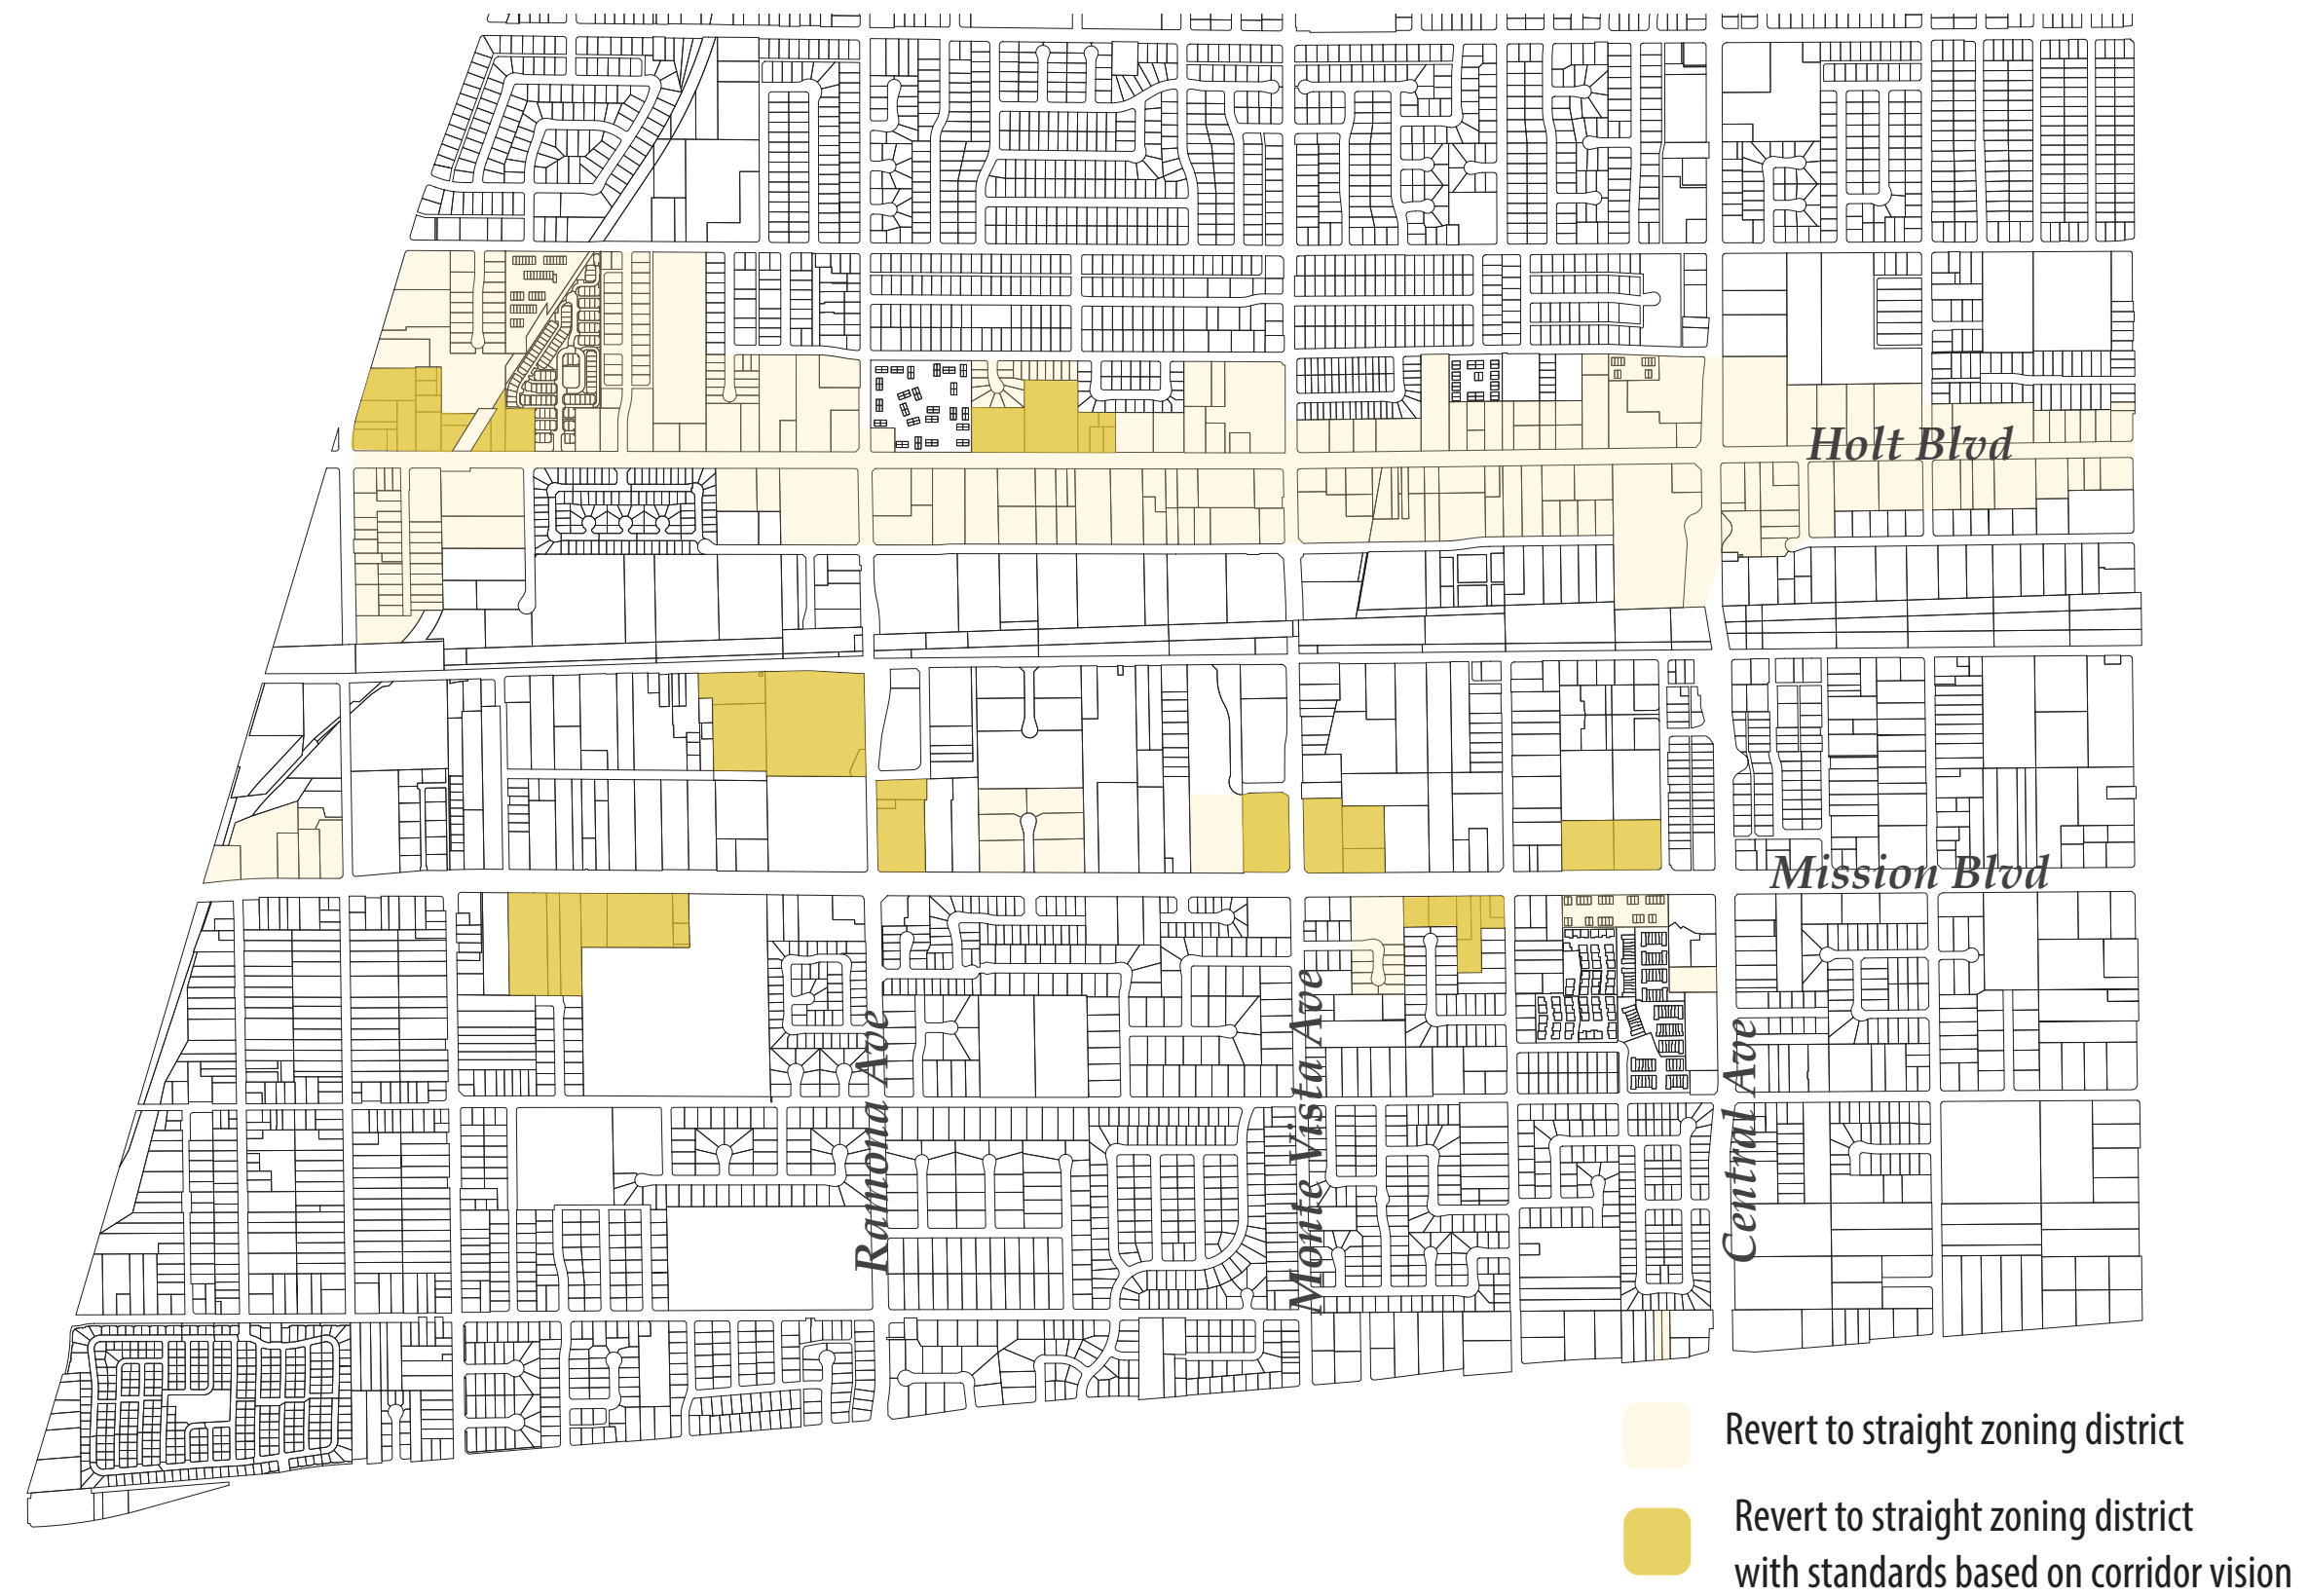 Holt Blvd
Mission Blvd
Ramona Ave
Monte Vista Ave
Central Ave
Revert to straight zoning district
Revert to straight zoning district
with standards based on corridor vision